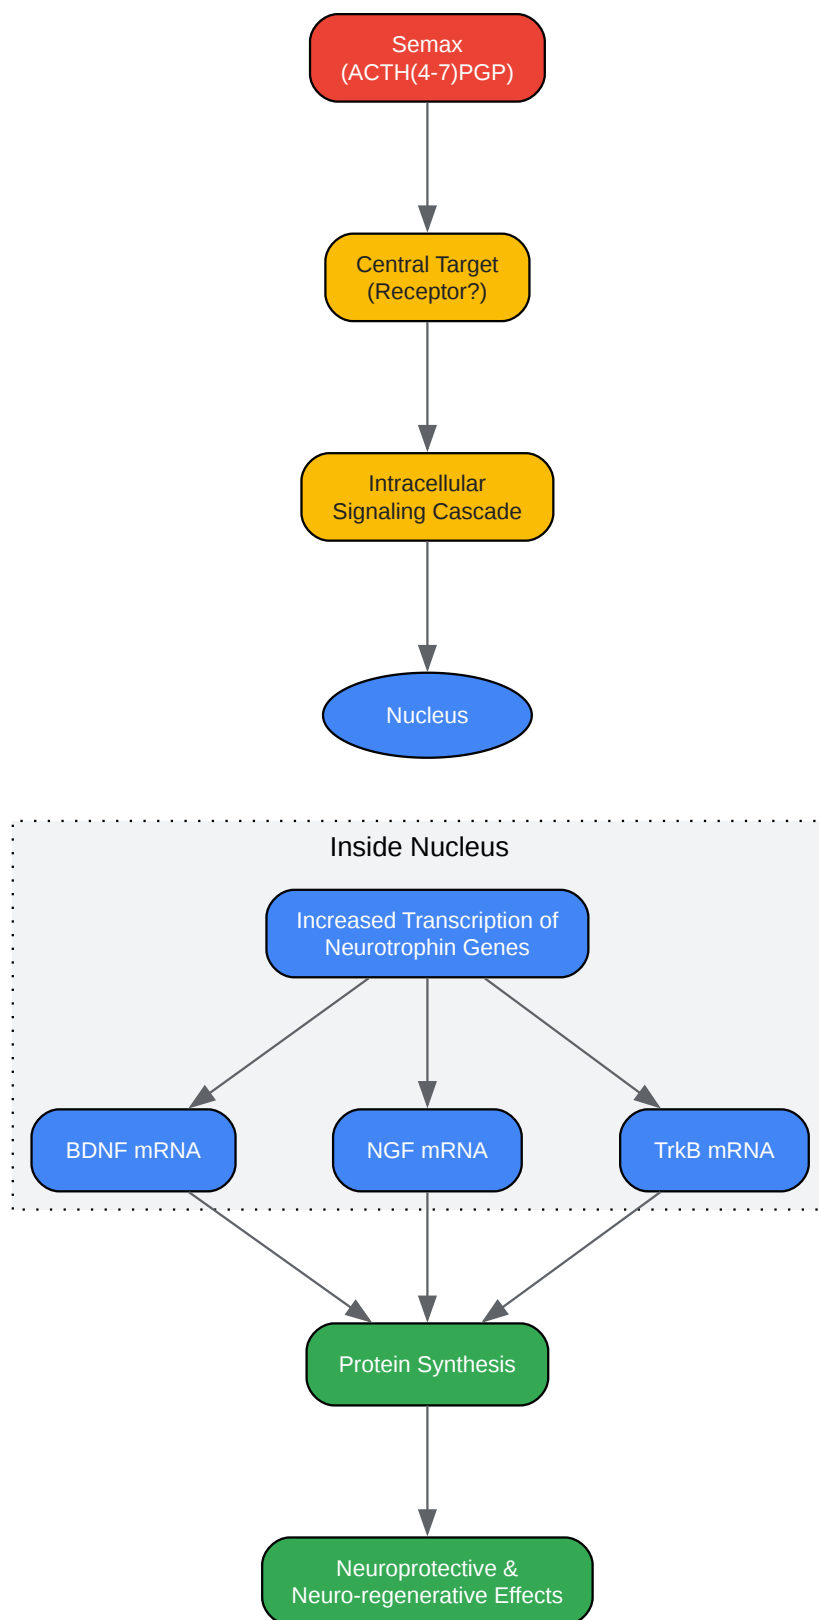 Semax
(ACTH(4-7)PGP)
Central Target
(Receptor?)
Intracellular
Signaling Cascade
Nucleus
Inside Nucleus
Increased Transcription of
Neurotrophin Genes
BDNF mRNA
NGF mRNA
TrkB mRNA
Protein Synthesis
Neuroprotective &
Neuro-regenerative Effects